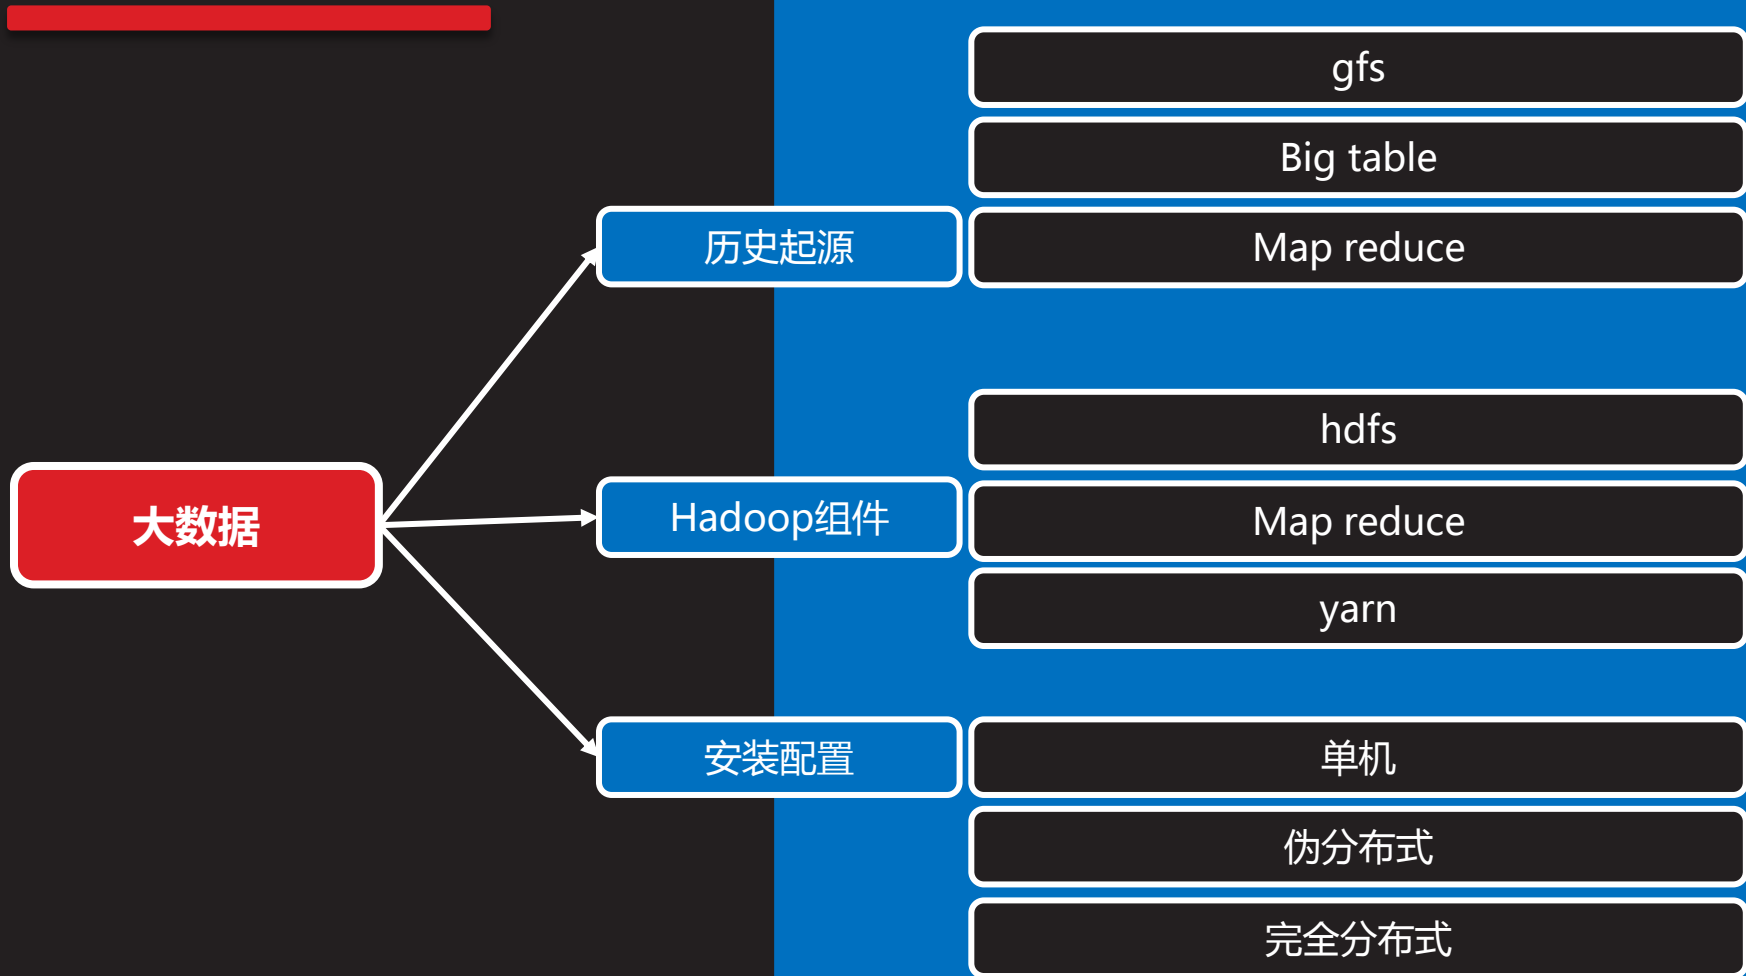 大数据
历史起源
gfs
Big table
Map reduce
Hadoop组件
hdfs
Map reduce
yarn
安装配置
单机
伪分布式
完全分布式